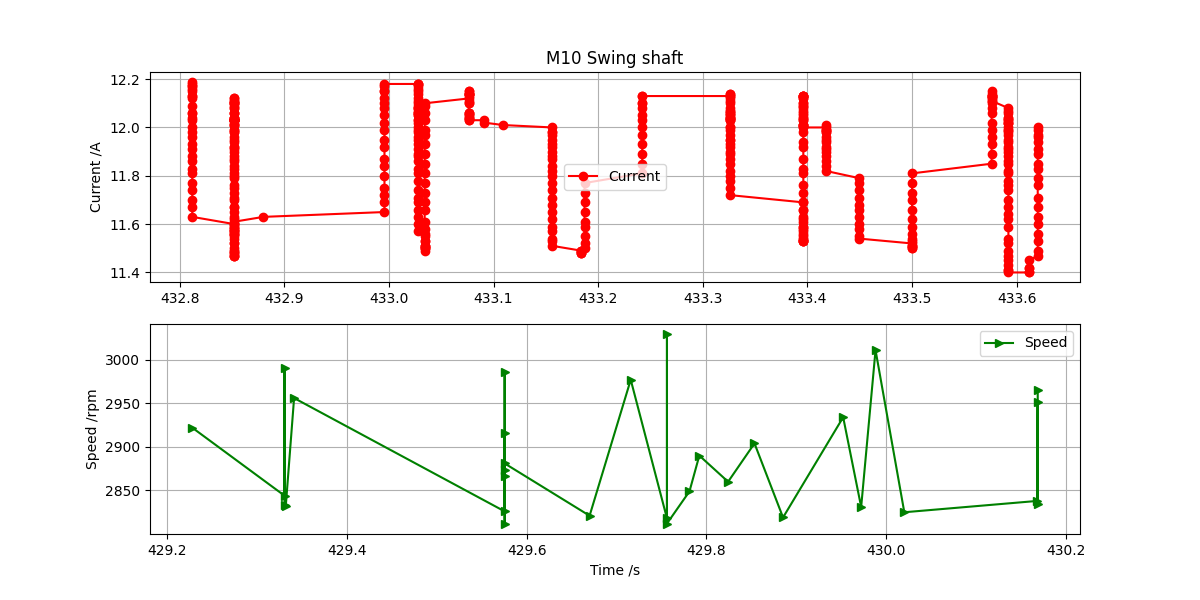 M10 Swing shaft
Current /A
12.2
12.0
11.8
11.6
11.4
Current
432.8 432.9 433.0 433.1 433.2 433.3 433.4 433.5 433.6
Speed /rpm
3000
2950
2900
2850
Speed
429.2 429.4 429.6 429.8 430.0 430.2
Time /s